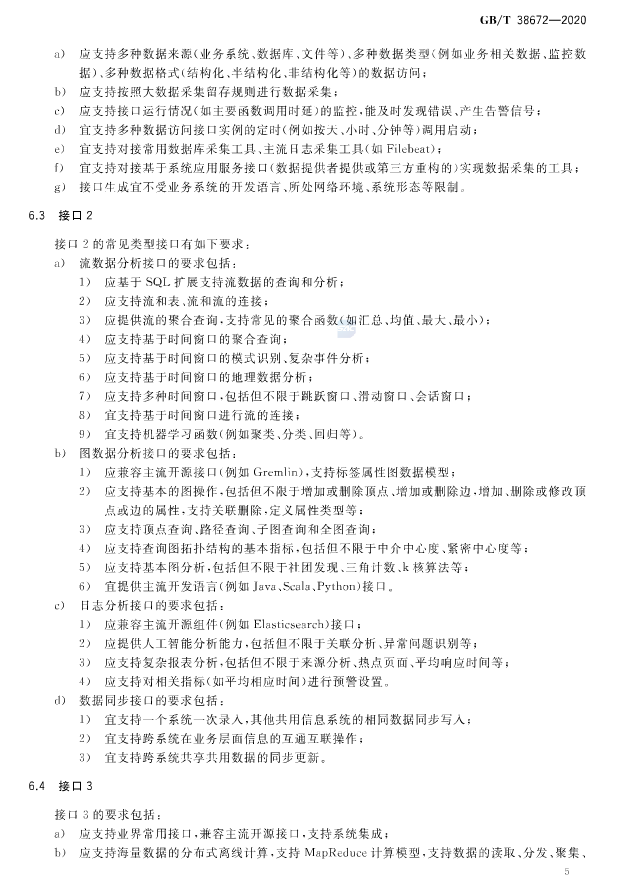 GB/T 38672—2020
a) 应支持多种数据来源(业务系统、数据库、文件等)、多种数据类型(例如业务相关数据、监控数
据)、多种数据格式(结构化、半结构化、非结构化等)的数据访问;
b) 应支持按照大数据采集留存规则进行数据采集;
c) 应支持接口运行情况(如主要函数调用时延)的监控,能及时发现错误、产生告警信号;
d) 宜支持多种数据访问接口实例的定时(例如按天、小时、分钟等)调用启动;
e) 宜支持对接常用数据库采集工具、主流日志采集工具(如 Filebeat);
f) 宜支持对接基于系统应用服务接口(数据提供者提供或第三方重构的)实现数据采集的工具;
g) 接口生成宜不受业务系统的开发语言、所处网络环境、系统形态等限制。
6.3 接口2
接口 2 的常见类型接口有如下要求:
a) 流数据分析接口的要求包括:
1) 应基于 SQL 扩展支持流数据的查询和分析;
2) 应支持流和表、流和流的连接;
3) 应提供流的聚合查询,支持常见的聚合函数(如汇总、均值、最大、最小);
4) 应支持基于时间窗口的聚合查询;
5) 应支持基于时间窗口的模式识别、复杂事件分析;
6) 应支持基于时间窗口的地理数据分析;
7) 应支持多种时间窗口,包括但不限于跳跃窗口、滑动窗口、会话窗口;
8) 宜支持基于时间窗口进行流的连接;
9) 宜支持机器学习函数(例如聚类、分类、回归等)。
b) 图数据分析接口的要求包括:
1) 应兼容主流开源接口(例如 Gremlin),支持标签属性图数据模型;
2) 应支持基本的图操作,包括但不限于增加或删除顶点、增加或删除边,增加、删除或修改顶
点或边的属性,支持关联删除,定义属性类型等;
3) 应支持顶点查询、路径查询、子图查询和全图查询;
4) 应支持查询图拓扑结构的基本指标,包括但不限于中介中心度、紧密中心度等;
5) 应支持基本图分析,包括但不限于社团发现、三角计数、k 核算法等;
6) 宜提供主流开发语言(例如 Java、Scala、Python)接口。
c) 日志分析接口的要求包括:
1) 应兼容主流开源组件(例如 Elasticsearch)接口;
2) 应提供人工智能分析能力,包括但不限于关联分析、异常问题识别等;
3) 应支持复杂报表分析,包括但不限于来源分析、热点页面、平均响应时间等;
4) 应支持对相关指标(如平均相应时间)进行预警设置。
d) 数据同步接口的要求包括:
1) 宜支持一个系统一次录入,其他共用信息系统的相同数据同步写入;
2) 宜支持跨系统在业务层面信息的互通互联操作;
3) 宜支持跨系统共享共用数据的同步更新。
6.4 接口3
接口 3 的要求包括:
a) 应支持业界常用接口,兼容主流开源接口,支持系统集成;
b) 应支持海量数据的分布式离线计算,支持 MapReduce 计算模型,支持数据的读取、分发、聚集、
5